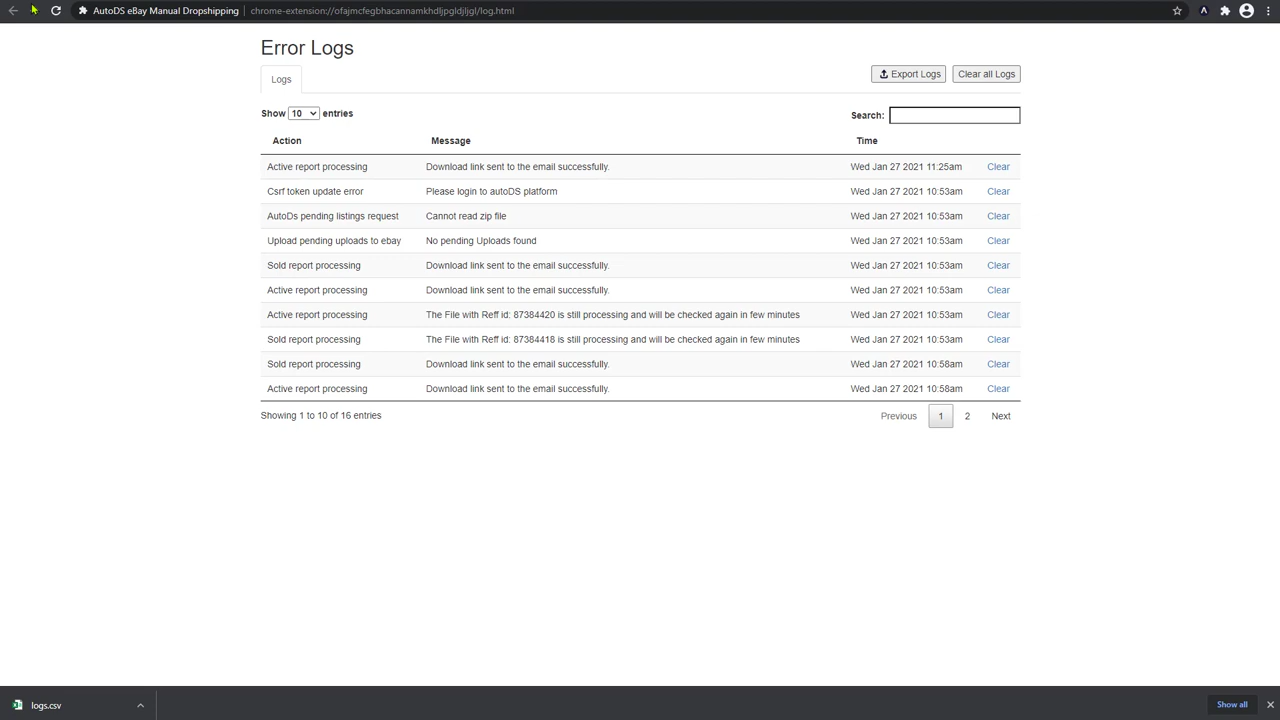 AutoDS eBay Manual Dropshipping chrome-extension://ofajmcfegbhacannamkhdljpgldjljgl/log.html
Error Logs
Logs
Export Logs Clear all Logs
Show 10 entries
Search:
Action Message Time
Active report processing Download link sent to the email successfully. Wed Jan 27 2021 11:25am Clear
Csrf token update error Please login to autoDS platform Wed Jan 27 2021 10:53am Clear
AutoDs pending listings request Cannot read zip file Wed Jan 27 2021 10:53am Clear
Upload pending uploads to ebay No pending Uploads found Wed Jan 27 2021 10:53am Clear
Sold report processing Download link sent to the email successfully. Wed Jan 27 2021 10:53am Clear
Active report processing Download link sent to the email successfully. Wed Jan 27 2021 10:53am Clear
Active report processing The File with Reff id: 87384420 is still processing and will be checked again in few minutes Wed Jan 27 2021 10:53am Clear
Sold report processing The File with Reff id: 87384418 is still processing and will be checked again in few minutes Wed Jan 27 2021 10:53am Clear
Sold report processing Download link sent to the email successfully. Wed Jan 27 2021 10:58am Clear
Active report processing Download link sent to the email successfully. Wed Jan 27 2021 10:58am Clear
Showing 1 to 10 of 16 entries
Previous 1 2 Next
logs.csv
Show all